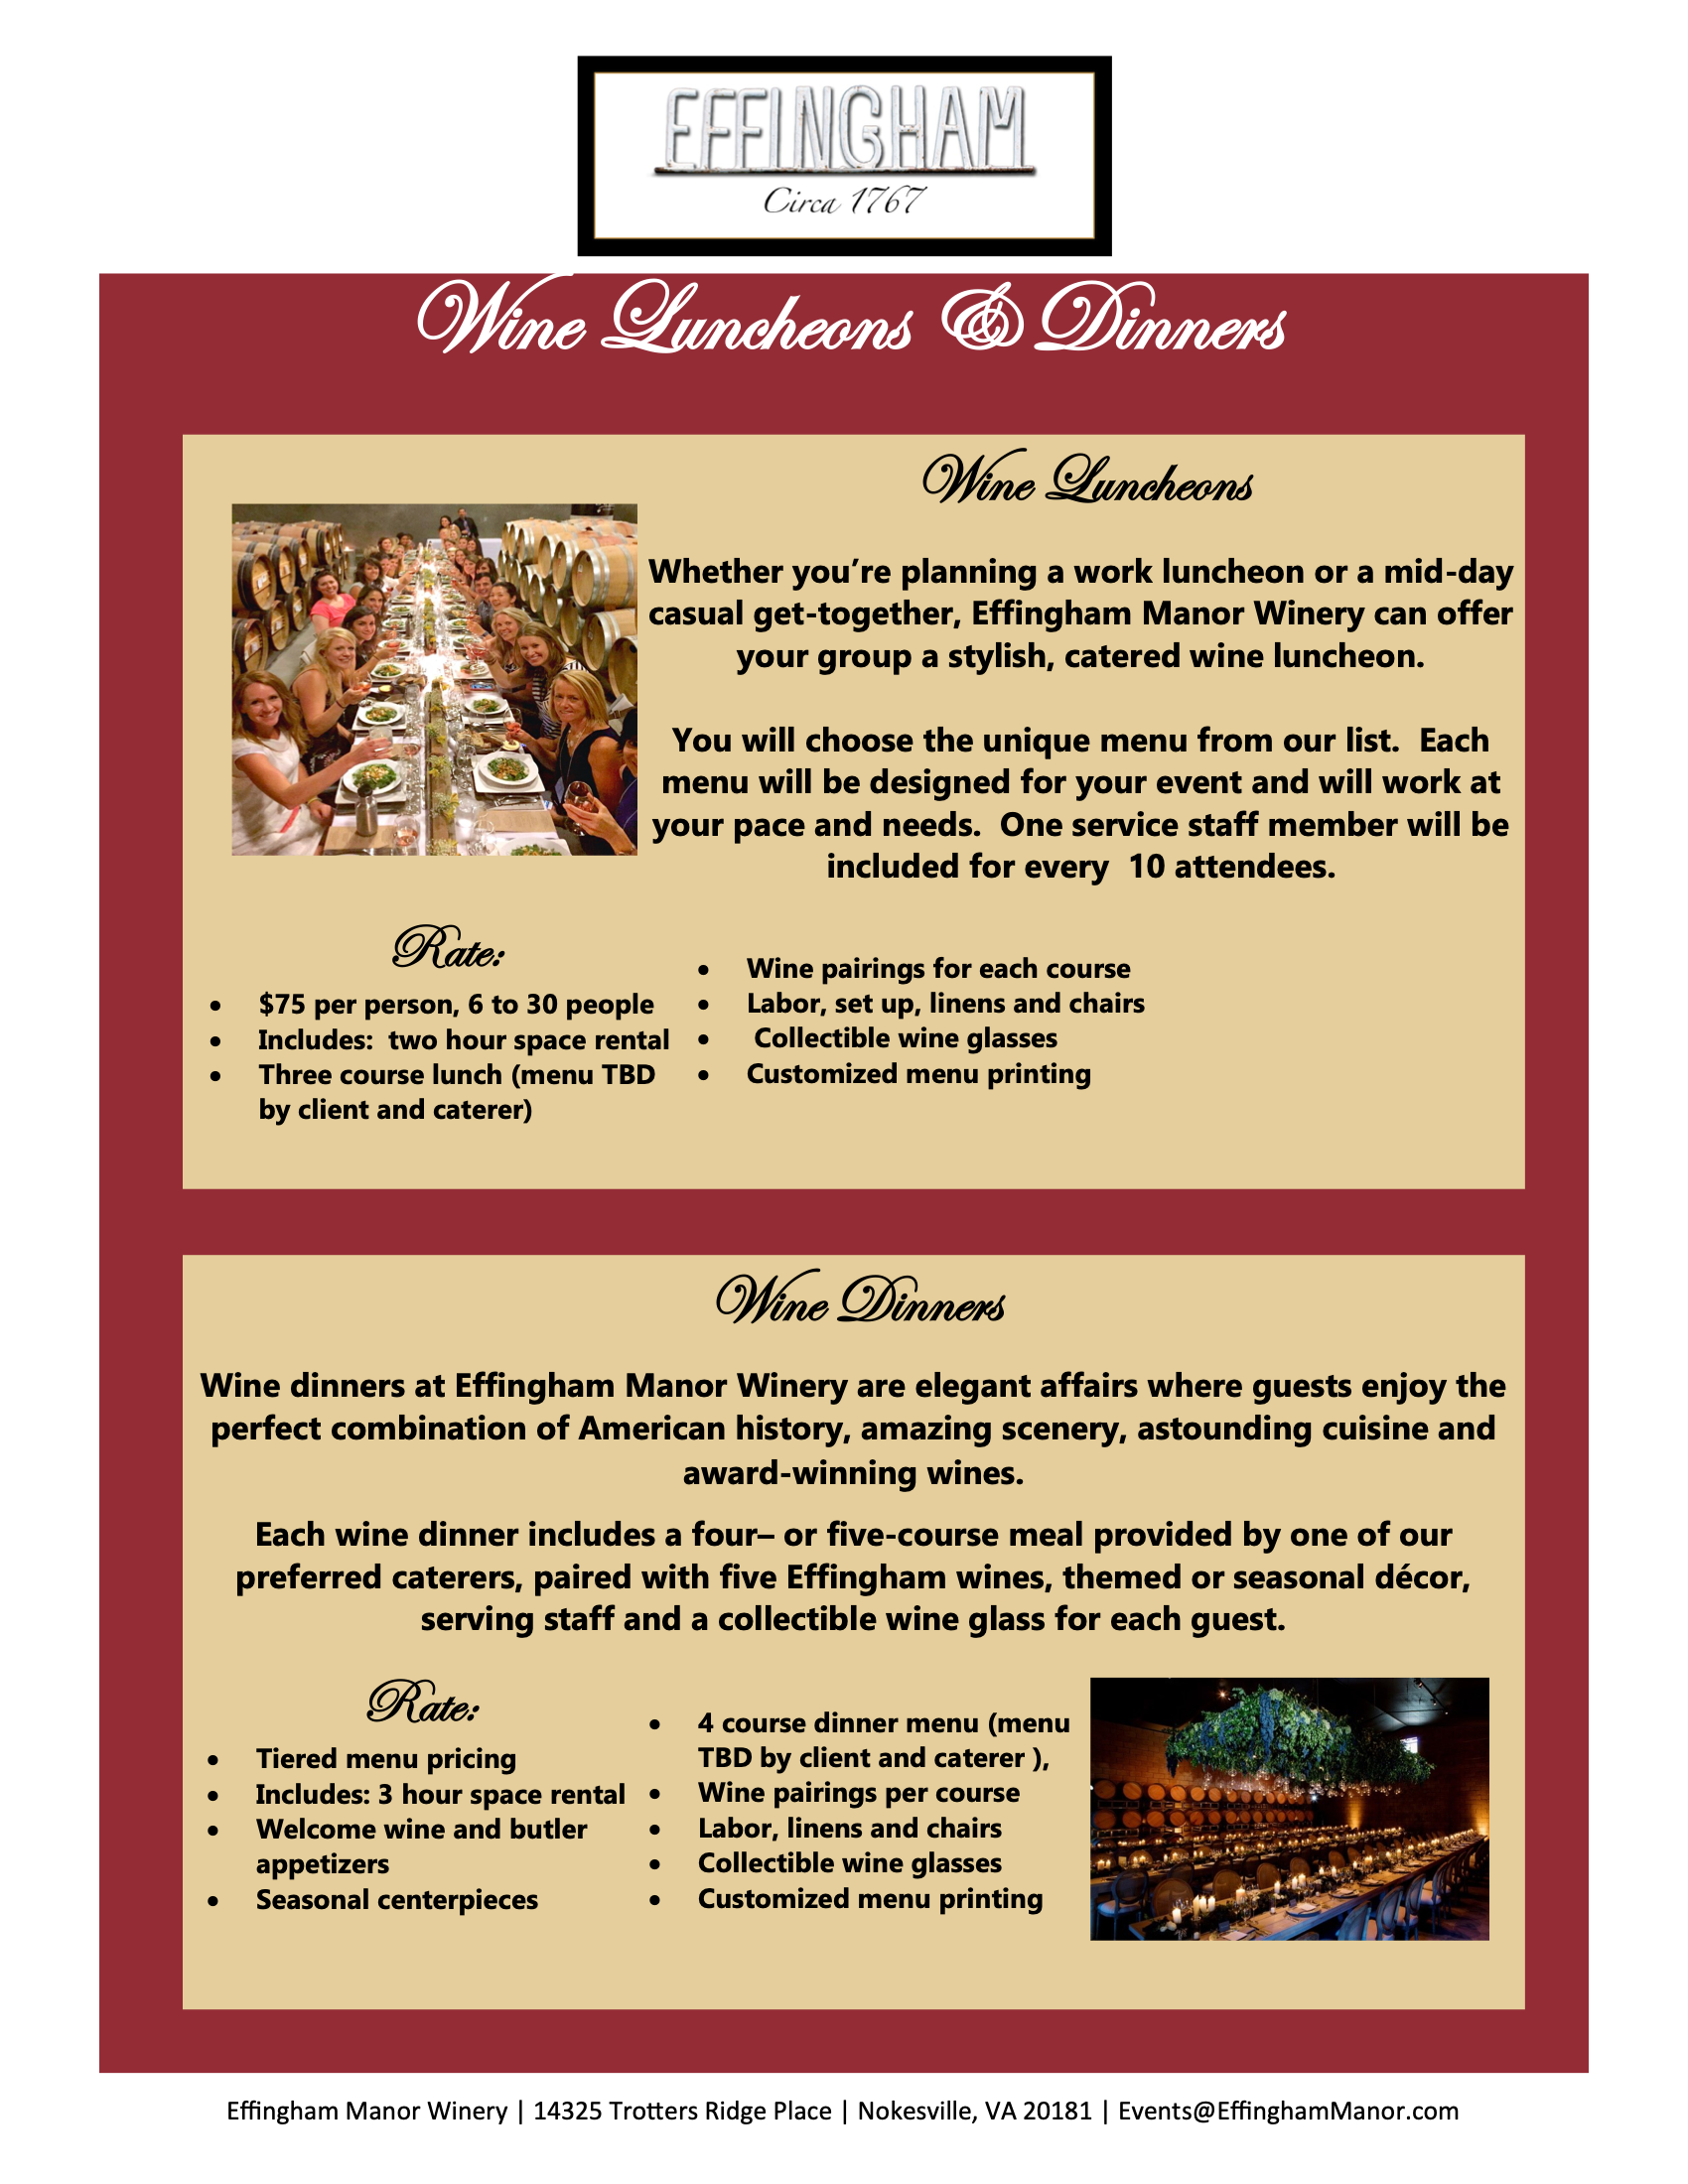 EFFINGHAM
Circa 1767
Wine Luncheons & Dinners
Wine Luncheons
Whether you’re planning a work luncheon or a mid-day
casual get-together, Effingham Manor Winery can offer
your group a stylish, catered wine luncheon.
You will choose the unique menu from our list.  Each
menu will be designed for your event and will work at
your pace and needs.  One service staff member will be
included for every  10 attendees.
Rate:
• $75 per person, 6 to 30 people
• Includes:  two hour space rental
• Three course lunch (menu TBD
by client and caterer)
• Wine pairings for each course
• Labor, set up, linens and chairs
• Collectible wine glasses
• Customized menu printing
Wine Dinners
Wine dinners at Effingham Manor Winery are elegant affairs where guests enjoy the
perfect combination of American history, amazing scenery, astounding cuisine and
award-winning wines.
Each wine dinner includes a four– or five-course meal provided by one of our
preferred caterers, paired with five Effingham wines, themed or seasonal décor,
serving staff and a collectible wine glass for each guest.
Rate:
• Tiered menu pricing
• Includes: 3 hour space rental
• Welcome wine and butler
appetizers
• Seasonal centerpieces
• 4 course dinner menu (menu
TBD by client and caterer ),
• Wine pairings per course
• Labor, linens and chairs
• Collectible wine glasses
• Customized menu printing
Effingham Manor Winery | 14325 Trotters Ridge Place | Nokesville, VA 20181 | Events@EffinghamManor.com